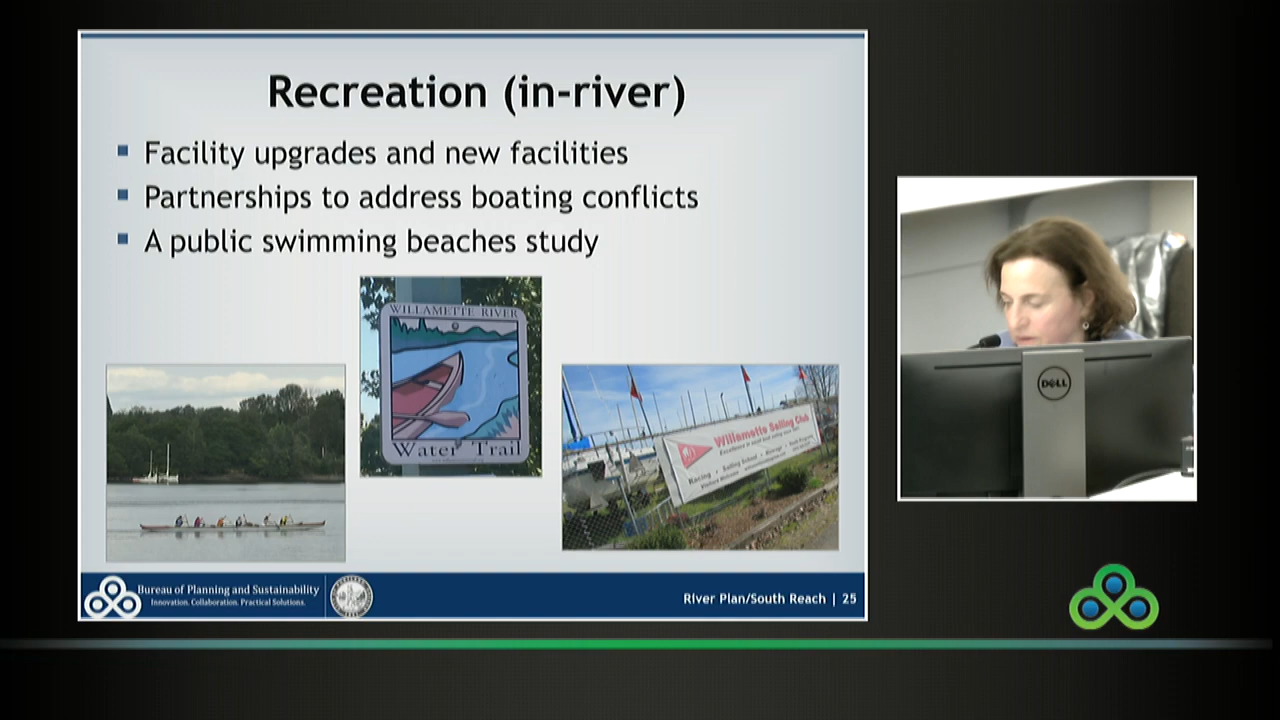 Recreation (in-river)
Facility upgrades and new facilities
Partnerships to address boating conflicts
A public swimming beaches study
WILLAMETTE RIVER
Water Trail
Willamette Sailing Club
Racing • Sailing School •
Bureau of Planning and Sustainability
Innovation. Collaboration. Practical Solutions.
River Plan/South Reach | 25
DELL